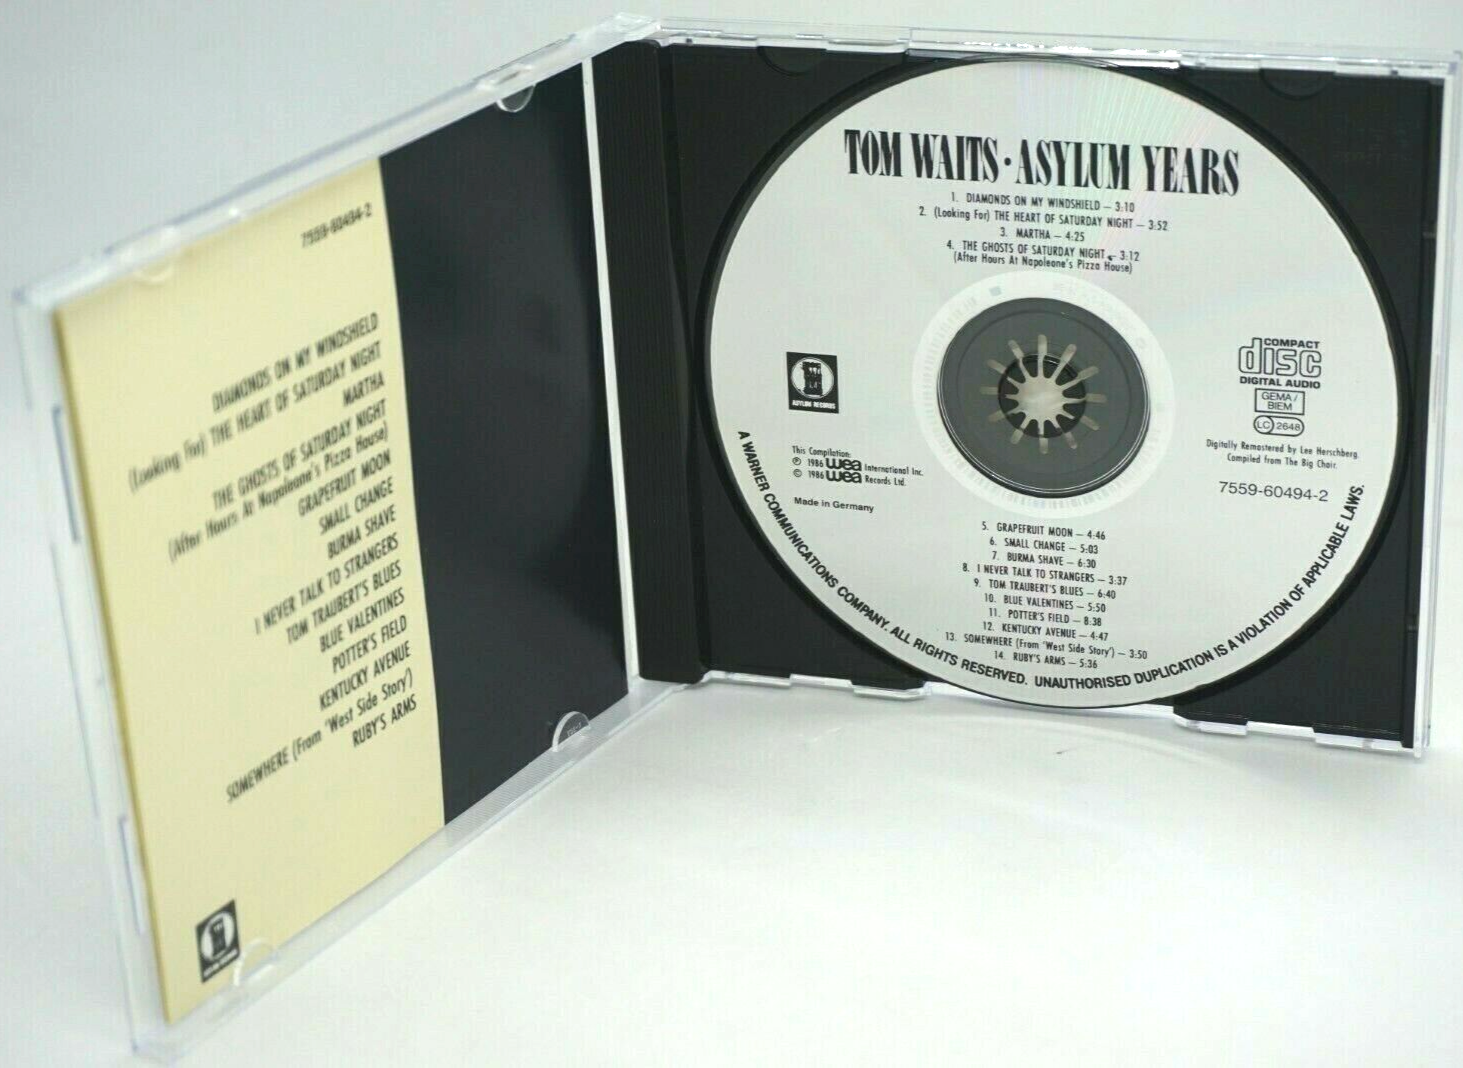 7559-60494-2
DIAMONDS ON MY WINDSHIELD
(Looking For) THE HEART OF SATURDAY NIGHT
MARTHA
THE GHOSTS OF SATURDAY NIGHT
(After Hours At Napoleone's Pizza House)
GRAPEFRUIT MOON
SMALL CHANGE
BURMA SHAVE
I NEVER TALK TO STRANGERS
TOM TRAUBERT'S BLUES
BLUE VALENTINES
POTTER'S FIELD
KENTUCKY AVENUE
SOMEWHERE (From 'West Side Story')
RUBY'S ARMS
ASYLUM RECORDS
TOM WAITS · ASYLUM YEARS
1. DIAMONDS ON MY WINDSHIELD — 3:10
2. (Looking For) THE HEART OF SATURDAY NIGHT — 3:52
3. MARTHA — 4:25
4. THE GHOSTS OF SATURDAY NIGHT — 3:12
(After Hours At Napoleone's Pizza House)
ASYLUM RECORDS
COMPACT
disc
DIGITAL AUDIO
GEMA/
BIEM
LC 2648
This Compilation:
℗ 1986 wea International Inc.
© 1986 wea Records Ltd.
Made in Germany
Digitally Remastered by Lee Herschberg.
Compiled from The Big Chair.
7559-60494-2
5. GRAPEFRUIT MOON — 4:46
6. SMALL CHANGE — 5:03
7. BURMA SHAVE — 6:30
8. I NEVER TALK TO STRANGERS — 3:37
9. TOM TRAUBERT'S BLUES — 6:40
10. BLUE VALENTINES — 5:50
11. POTTER'S FIELD — 8:38
12. KENTUCKY AVENUE — 4:47
13. SOMEWHERE (From 'West Side Story') — 3:50
14. RUBY'S ARMS — 5:36
A WARNER COMMUNICATIONS COMPANY. ALL RIGHTS RESERVED. UNAUTHORISED DUPLICATION IS A VIOLATION OF APPLICABLE LAWS.